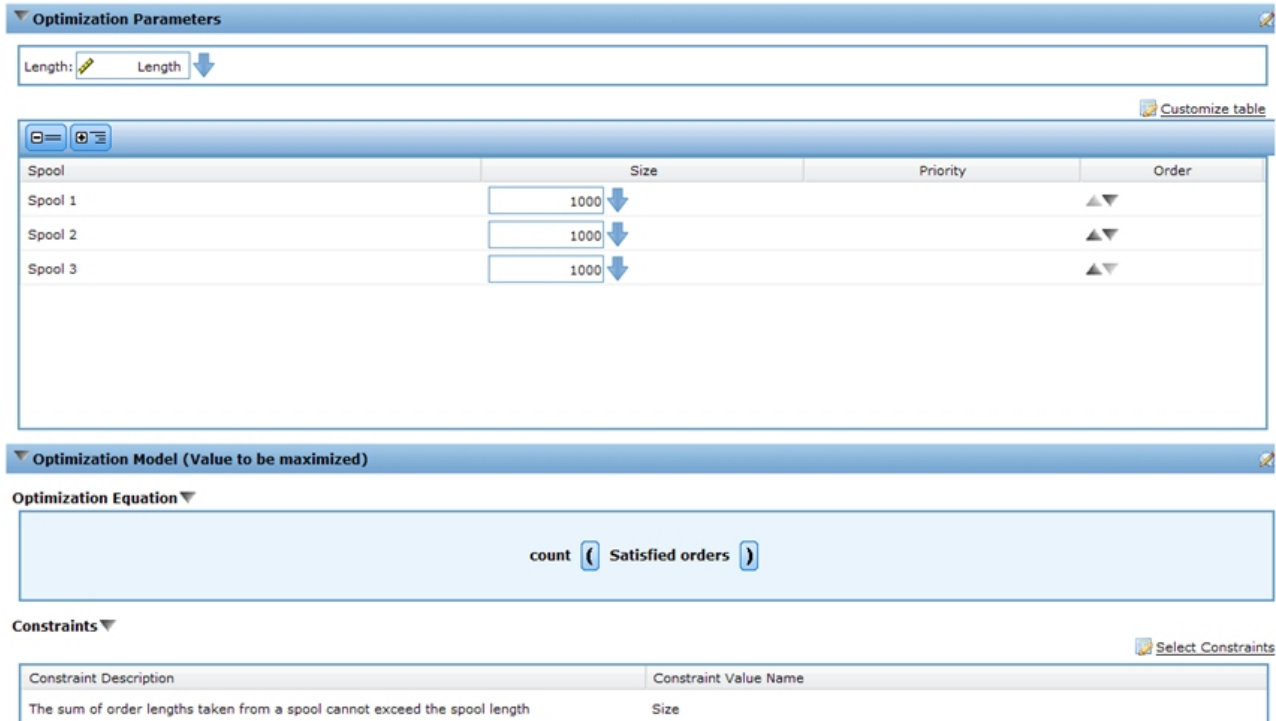 Optimization Parameters
Length: Length
Customize table
Spool Size Priority Order
Spool 1 1000
Spool 2 1000
Spool 3 1000
Optimization Model (Value to be maximized)
Optimization Equation
count ( Satisfied orders )
Constraints
Select Constraints
Constraint Description Constraint Value Name
The sum of order lengths taken from a spool cannot exceed the spool length Size